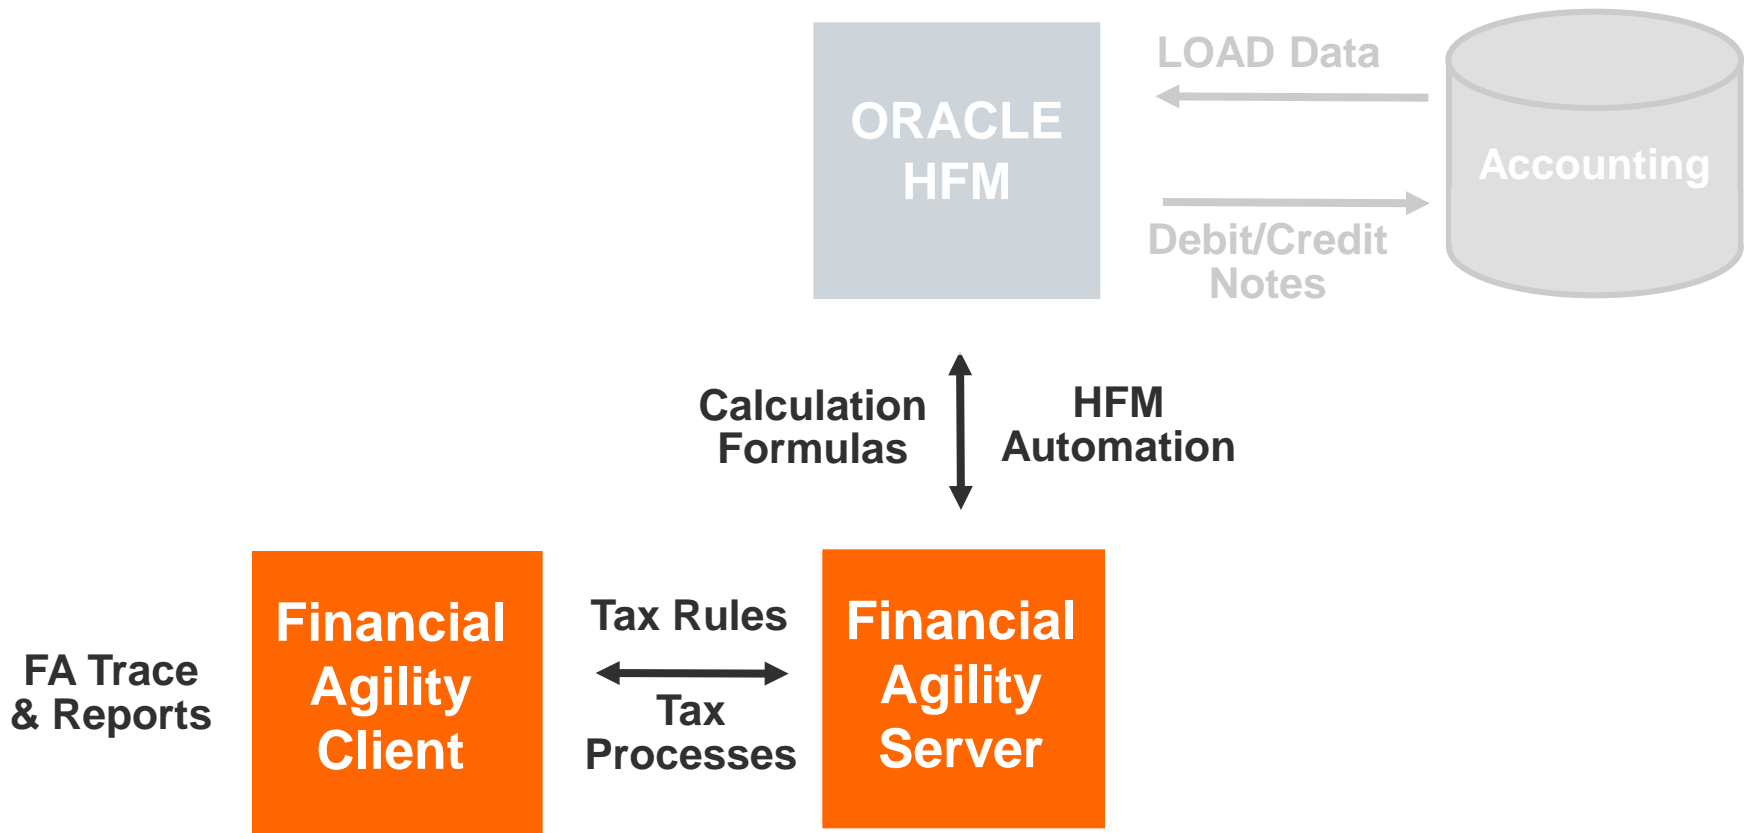 ORACLE
HFM
LOAD Data
Debit/Credit
Notes
Accounting
Calculation
Formulas
HFM
Automation
FA Trace
& Reports
Financial
Agility
Client
Tax Rules
Tax
Processes
Financial
Agility
Server